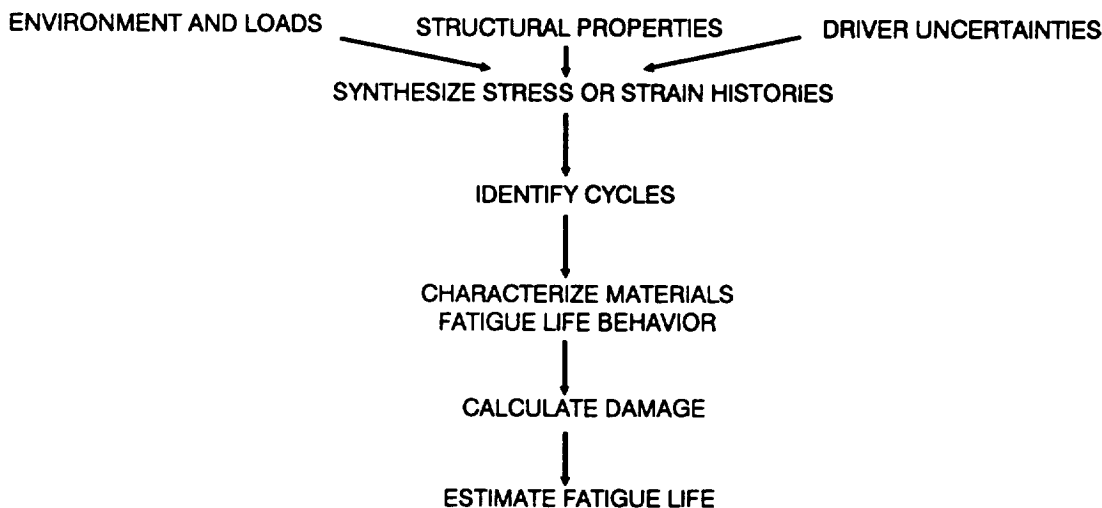 ENVIRONMENT AND LOADS
STRUCTURAL PROPERTIES
DRIVER UNCERTAINTIES
SYNTHESIZE STRESS OR STRAIN HISTORIES
IDENTIFY CYCLES
CHARACTERIZE MATERIALS
FATIGUE LIFE BEHAVIOR
CALCULATE DAMAGE
ESTIMATE FATIGUE LIFE